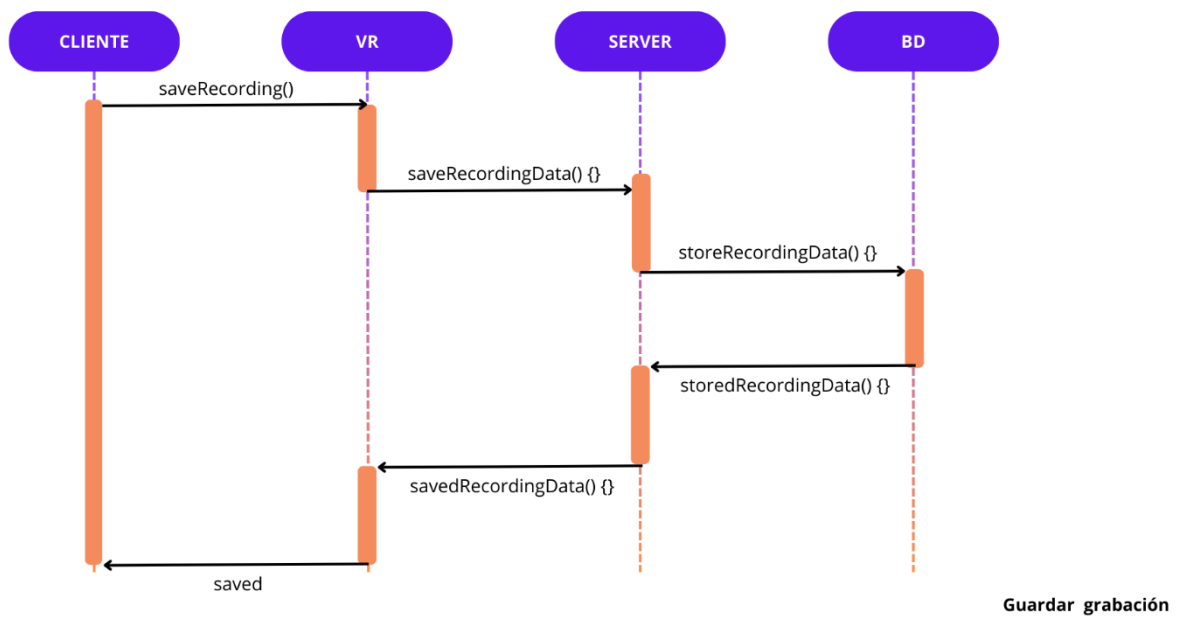 CLIENTE
VR
SERVER
BD
saveRecording()
saveRecordingData() {}
storeRecordingData() {}
storedRecordingData() {}
savedRecordingData() {}
saved
Guardar grabación